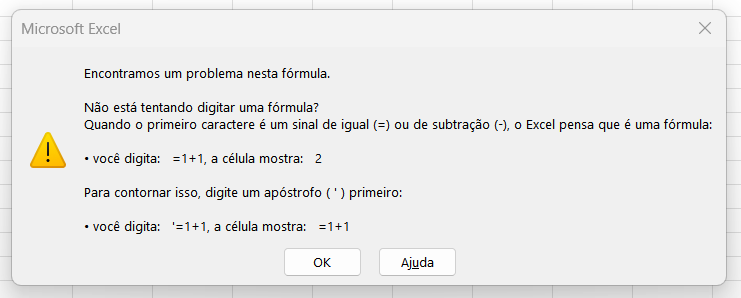 Microsoft Excel
Encontramos um problema nesta fórmula.
Não está tentando digitar uma fórmula?
Quando o primeiro caractere é um sinal de igual (=) ou de subtração (-), o Excel pensa que é uma fórmula:
• você digita: =1+1, a célula mostra: 2
Para contornar isso, digite um apóstrofo ( ' ) primeiro:
• você digita: '=1+1, a célula mostra: =1+1
OK Ajuda